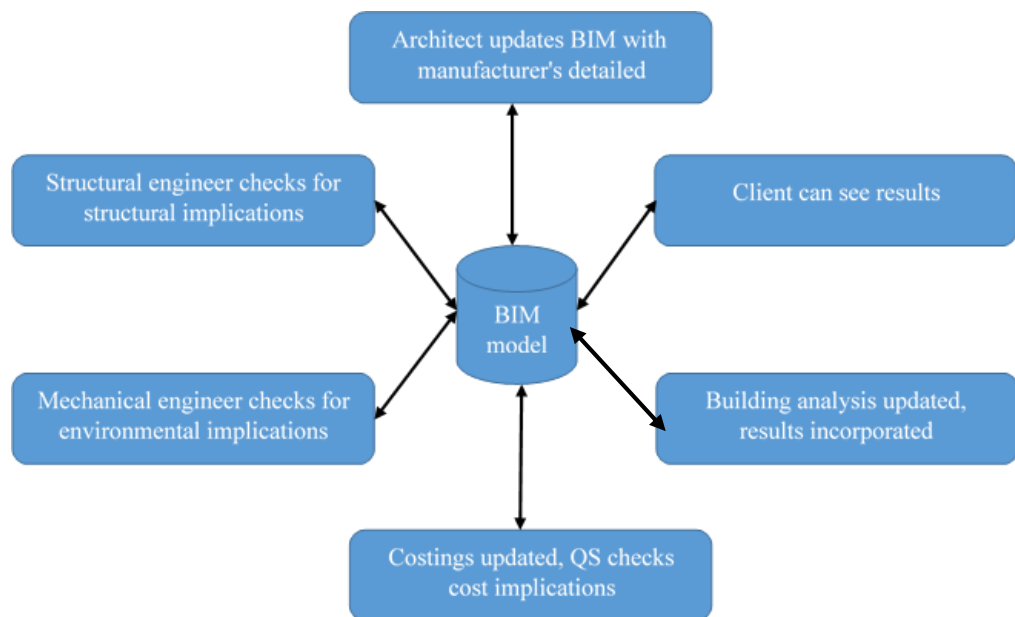 Architect updates BIM with
manufacturer's detailed
Structural engineer checks for
structural implications
Client can see results
BIM
model
Mechanical engineer checks for
environmental implications
Building analysis updated,
results incorporated
Costings updated, QS checks
cost implications